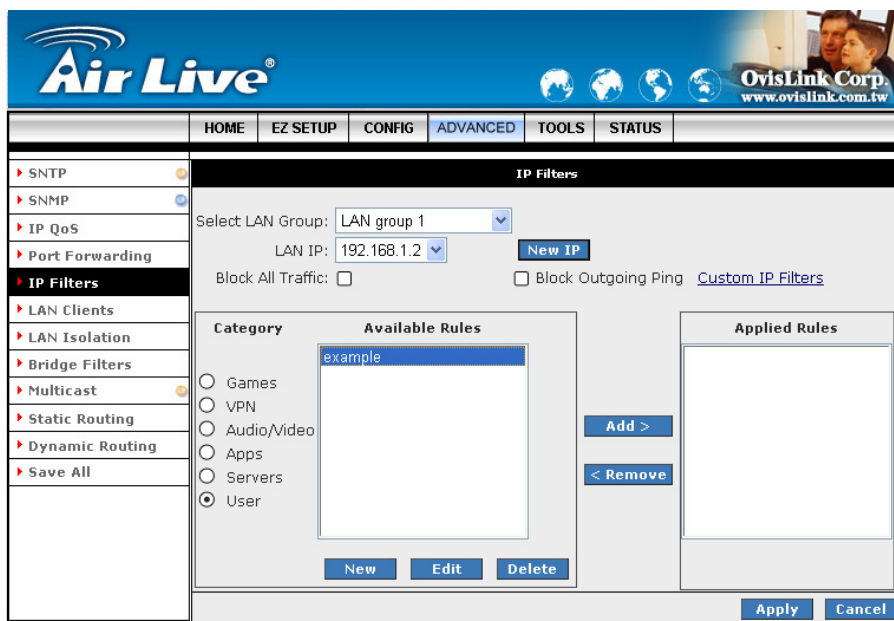 Air Live®
OvisLink Corp.
www.ovislink.com.tw
HOME EZ SETUP CONFIG ADVANCED TOOLS STATUS
SNTP
SNMP
IP QoS
Port Forwarding
IP Filters
LAN Clients
LAN Isolation
Bridge Filters
Multicast
Static Routing
Dynamic Routing
Save All
IP Filters
Select LAN Group: LAN group 1
LAN IP: 192.168.1.2 New IP
Block All Traffic: Block Outgoing Ping Custom IP Filters
Category Available Rules
example
Games
VPN
Audio/Video
Apps
Servers
User
New Edit Delete
Add >
< Remove
Applied Rules
Apply Cancel